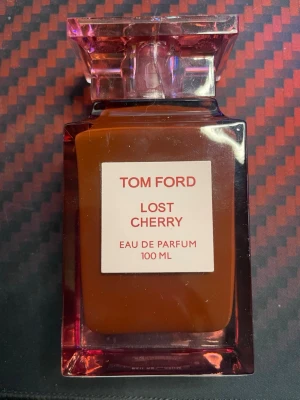 TOM FORD
LOST
CHERRY
EAU DE PARFUM
100 ML